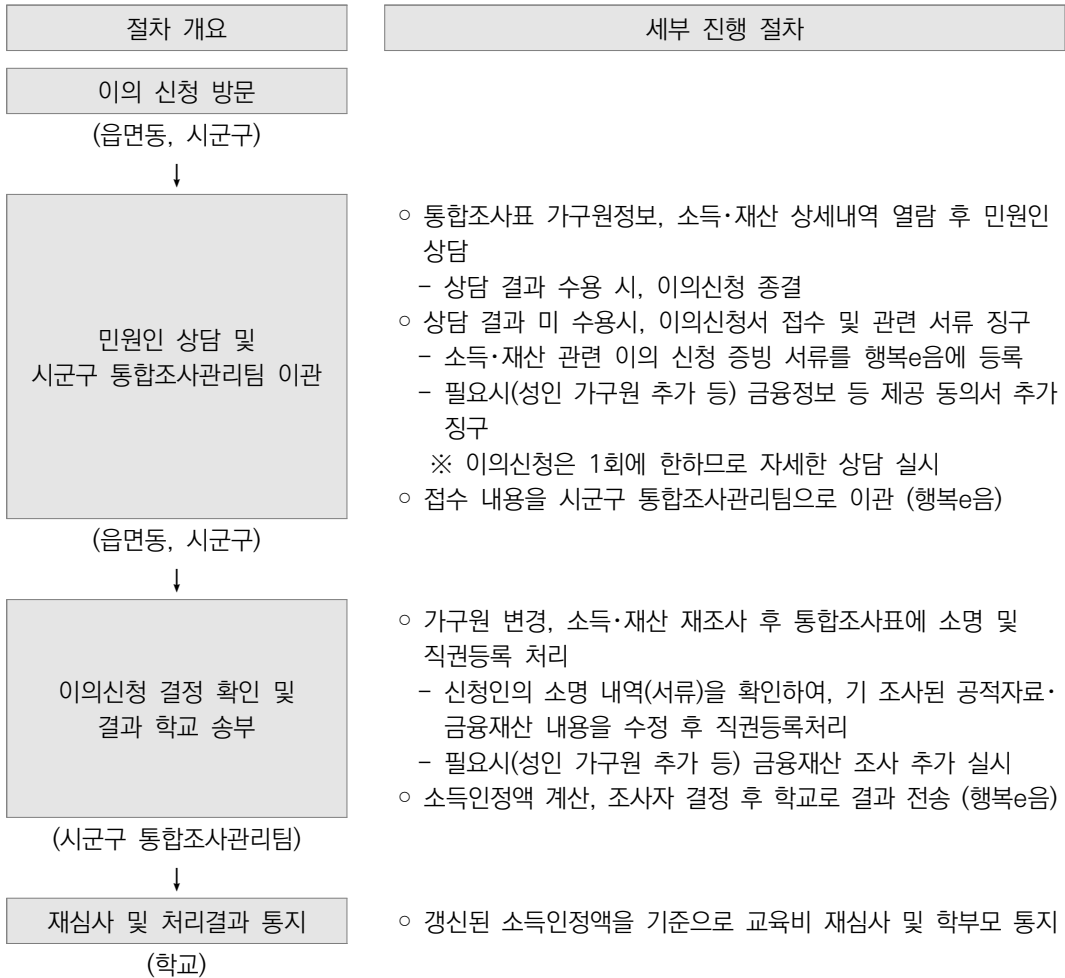 절차 개요
세부 진행 절차
이의 신청 방문
(읍면동, 시군구)
↓
민원인 상담 및
시군구 통합조사관리팀 이관
(읍면동, 시군구)
○ 통합조사표 가구원정보, 소득·재산 상세내역 열람 후 민원인
상담
- 상담 결과 수용 시, 이의신청 종결
○ 상담 결과 미 수용시, 이의신청서 접수 및 관련 서류 징구
- 소득·재산 관련 이의 신청 증빙 서류를 행복e음에 등록
- 필요시(성인 가구원 추가 등) 금융정보 등 제공 동의서 추가
징구
※ 이의신청은 1회에 한하므로 자세한 상담 실시
○ 접수 내용을 시군구 통합조사관리팀으로 이관 (행복e음)
↓
이의신청 결정 확인 및
결과 학교 송부
(시군구 통합조사관리팀)
○ 가구원 변경, 소득·재산 재조사 후 통합조사표에 소명 및
직권등록 처리
- 신청인의 소명 내역(서류)을 확인하여, 기 조사된 공적자료·
금융재산 내용을 수정 후 직권등록처리
- 필요시(성인 가구원 추가 등) 금융재산 조사 추가 실시
○ 소득인정액 계산, 조사자 결정 후 학교로 결과 전송 (행복e음)
↓
재심사 및 처리결과 통지
(학교)
○ 갱신된 소득인정액을 기준으로 교육비 재심사 및 학부모 통지